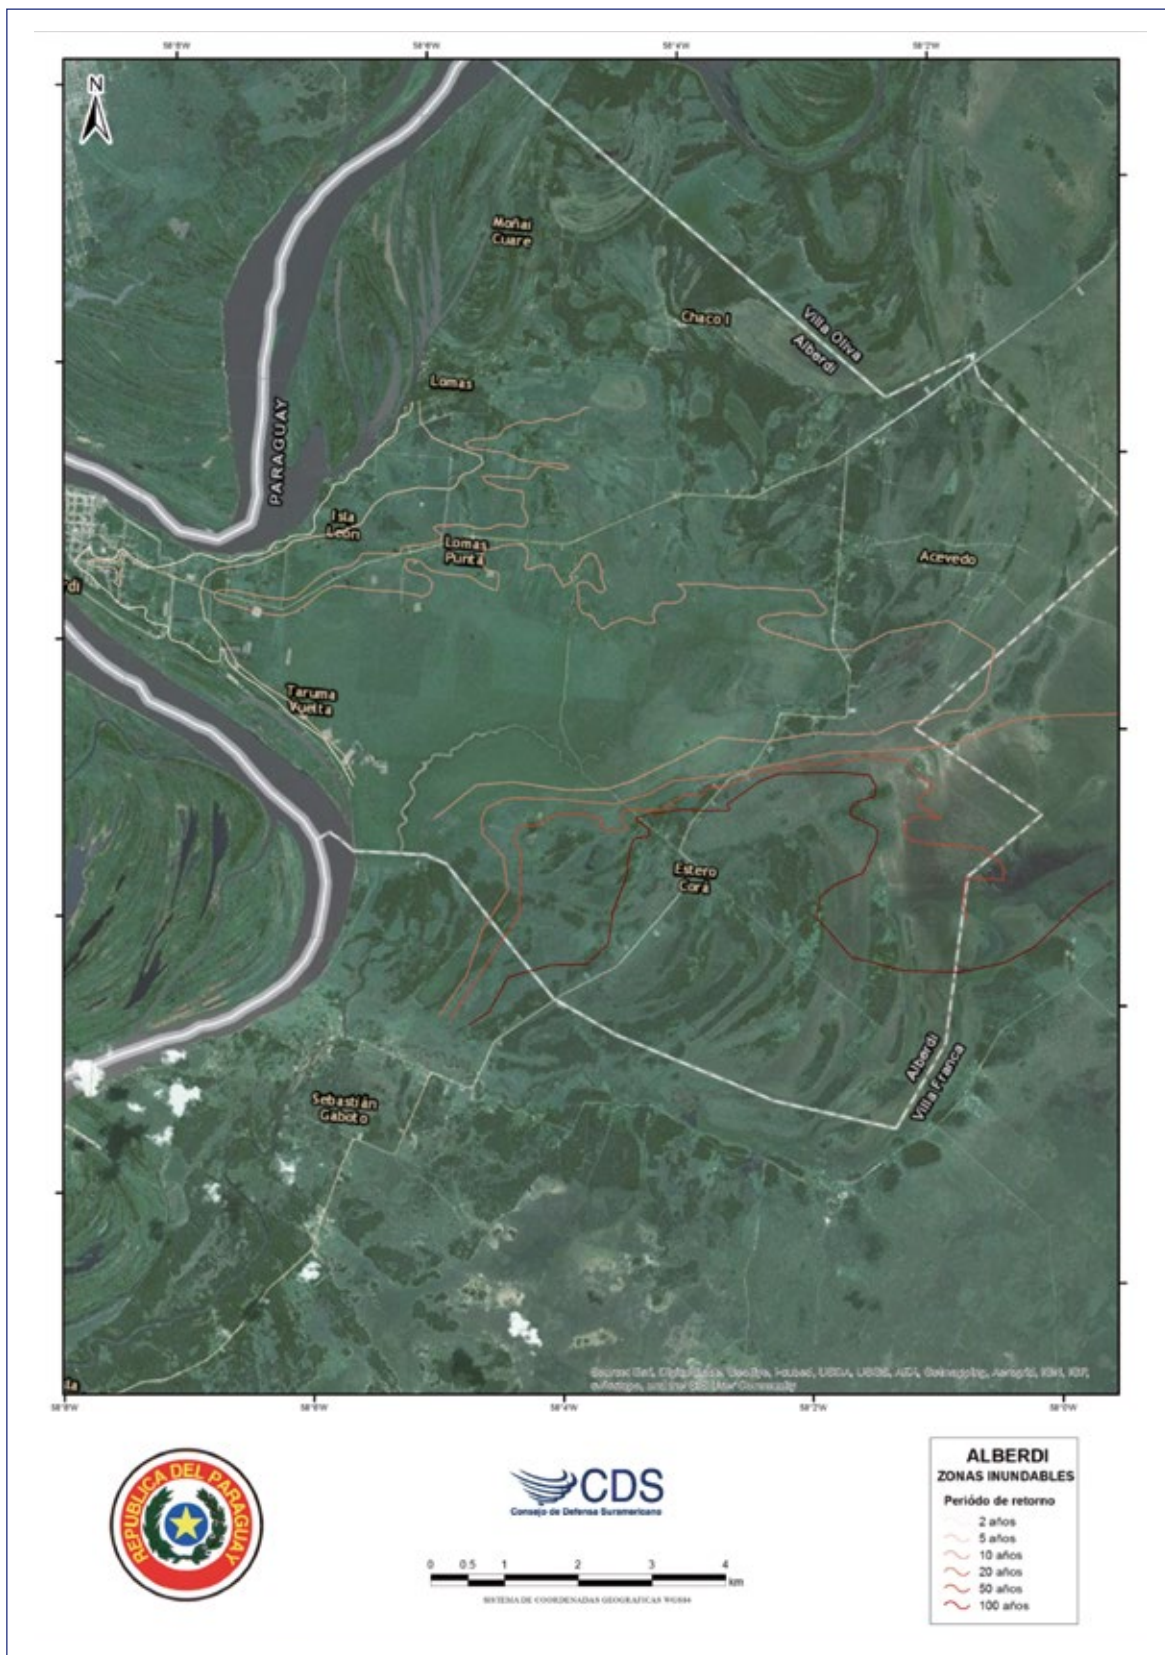 58°8'W
58°6'W
58°4'W
58°2'W
N
Moñai
Cuare
Chaco I
Villa Oliva
Alberdi
Lomas
PARAGUAY
Isla
León
Lomas
Punta
Acevedo
rdi
Taruma
Vuelta
Estero
Cora
Alberdi
Villa Franca
Sebastián
Gaboto
58°8'W
58°6'W
58°4'W
58°2'W
58°0'W
REPUBLICA DEL PARAGUAY
CDS
Consejo de Defensa Suramericano
0 0.5 1 2 3 4
km
SISTEMA DE COORDENADAS GEOGRAFICAS WGS84
ALBERDI
ZONAS INUNDABLES
Periódo de retorno
2 años
5 años
10 años
20 años
50 años
100 años